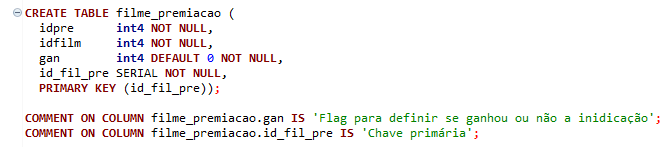 CREATE TABLE filme_premiacao (
idpre int4 NOT NULL,
idfilm int4 NOT NULL,
gan int4 DEFAULT 0 NOT NULL,
id_fil_pre SERIAL NOT NULL,
PRIMARY KEY (id_fil_pre));
COMMENT ON COLUMN filme_premiacao.gan IS 'Flag para definir se ganhou ou não a inidicação';
COMMENT ON COLUMN filme_premiacao.id_fil_pre IS 'Chave primária';